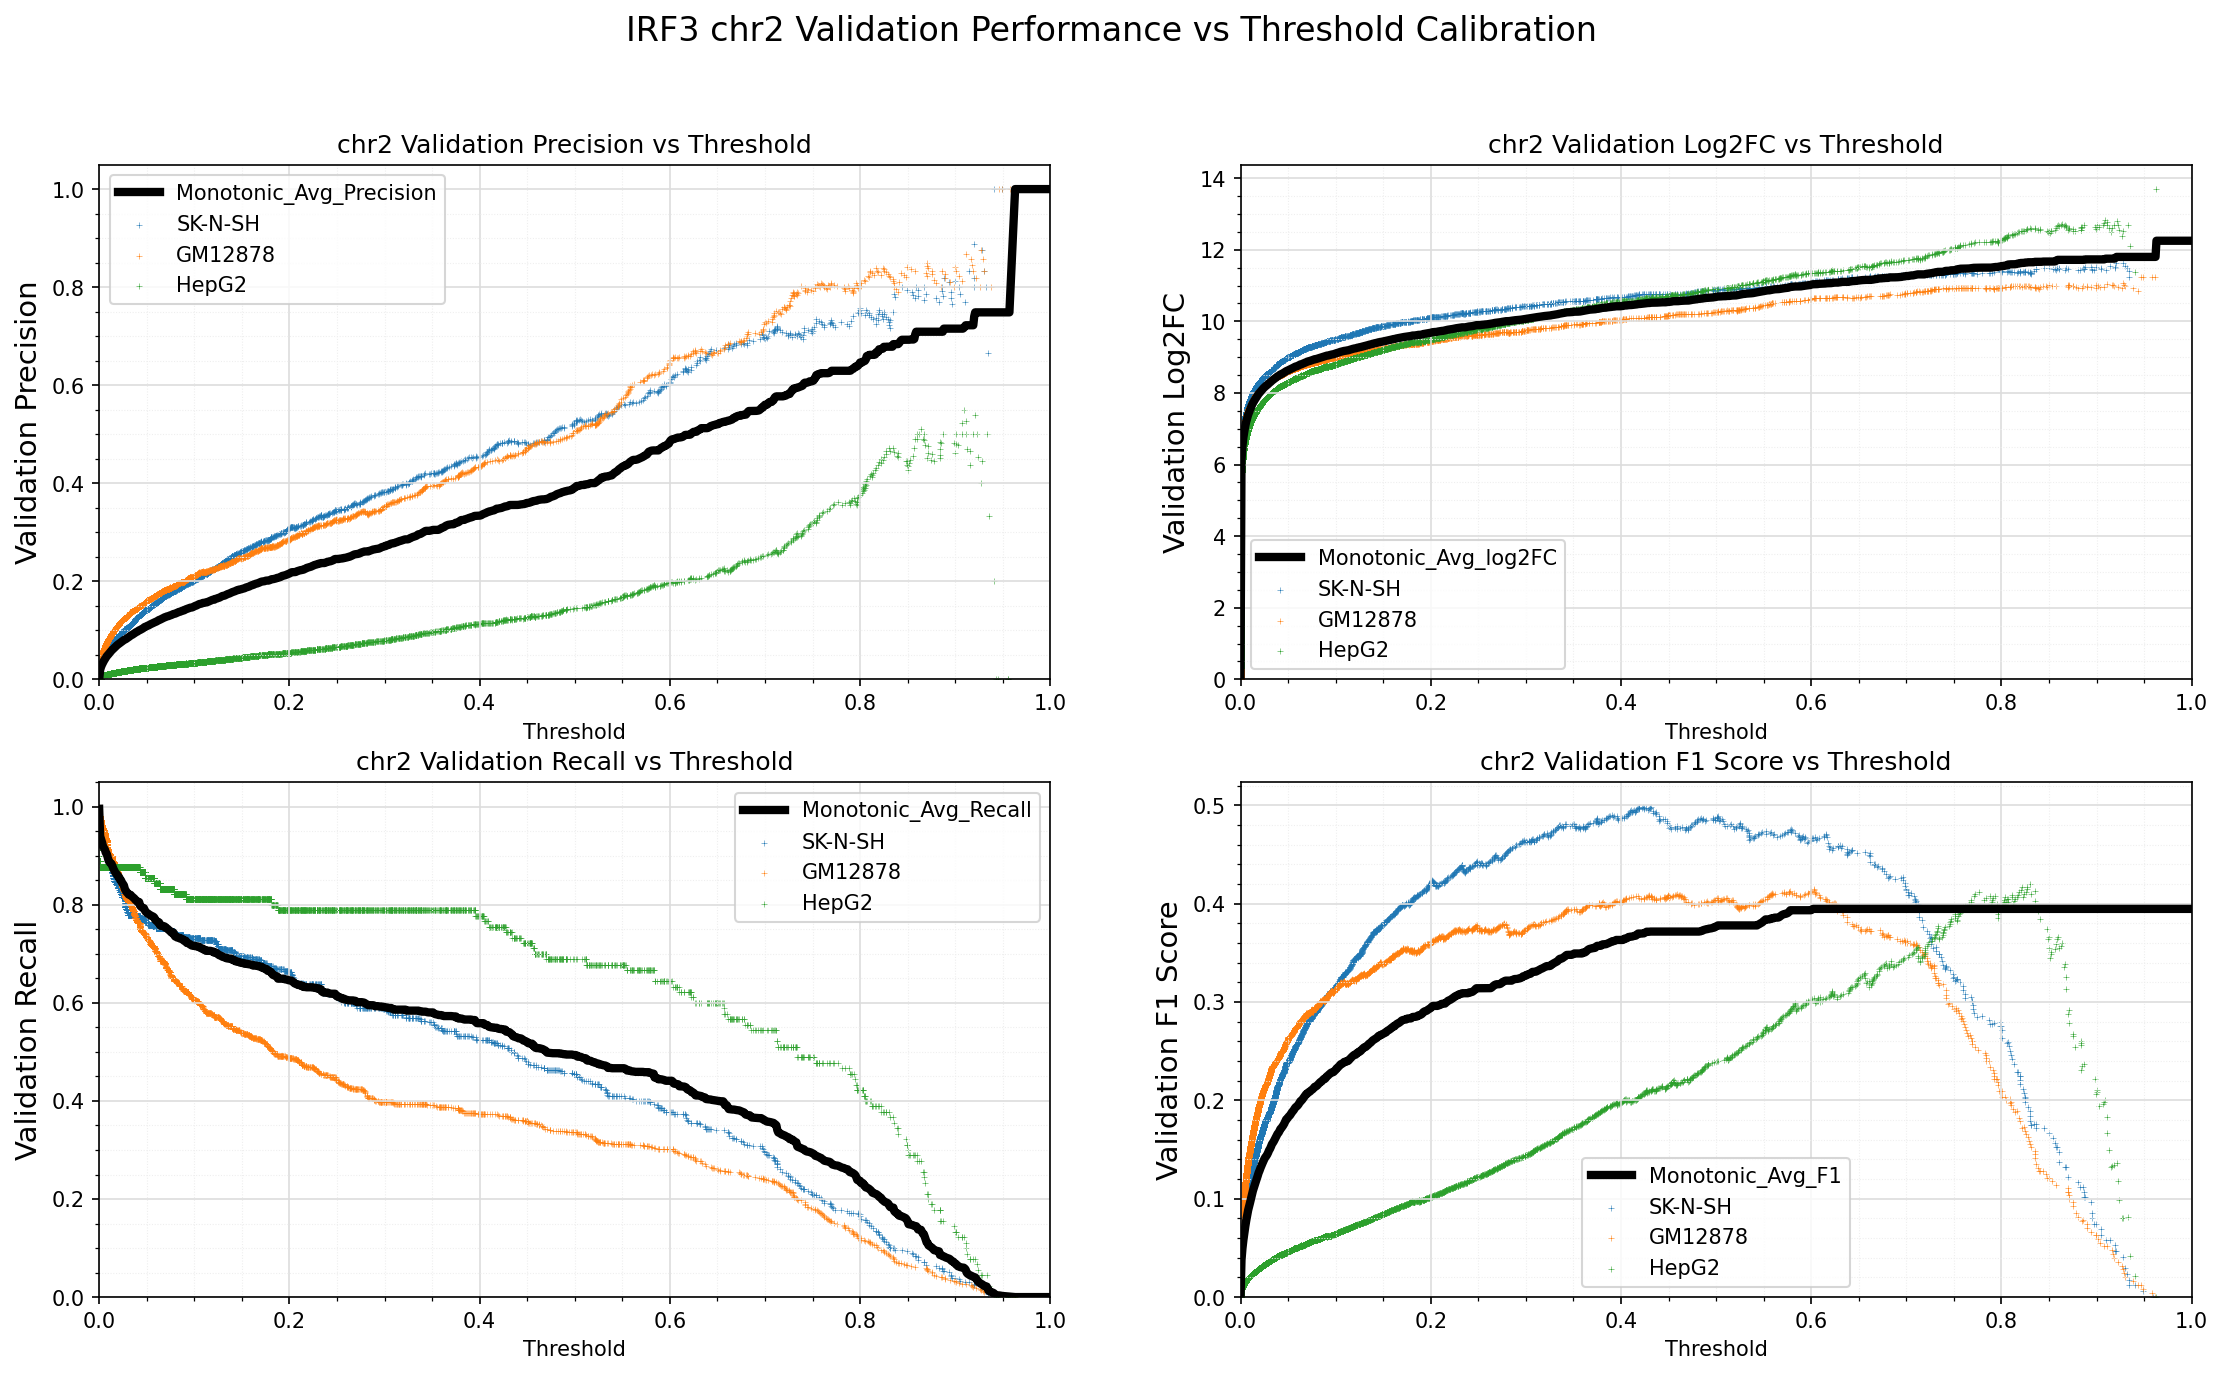 IRF3 chr2 Validation Performance vs Threshold Calibration
chr2 Validation Precision vs Threshold
Validation Precision
1.0
0.8
0.6
0.4
0.2
0.0
Monotonic_Avg_Precision
SK-N-SH
GM12878
HepG2
0.0 0.2 0.4 0.6 0.8 1.0
Threshold
chr2 Validation Log2FC vs Threshold
Validation Log2FC
14
12
10
8
6
4
2
0
Monotonic_Avg_log2FC
SK-N-SH
GM12878
HepG2
0.0 0.2 0.4 0.6 0.8 1.0
Threshold
chr2 Validation Recall vs Threshold
Validation Recall
1.0
0.8
0.6
0.4
0.2
0.0
Monotonic_Avg_Recall
SK-N-SH
GM12878
HepG2
0.0 0.2 0.4 0.6 0.8 1.0
Threshold
chr2 Validation F1 Score vs Threshold
Validation F1 Score
0.5
0.4
0.3
0.2
0.1
0.0
Monotonic_Avg_F1
SK-N-SH
GM12878
HepG2
0.0 0.2 0.4 0.6 0.8 1.0
Threshold